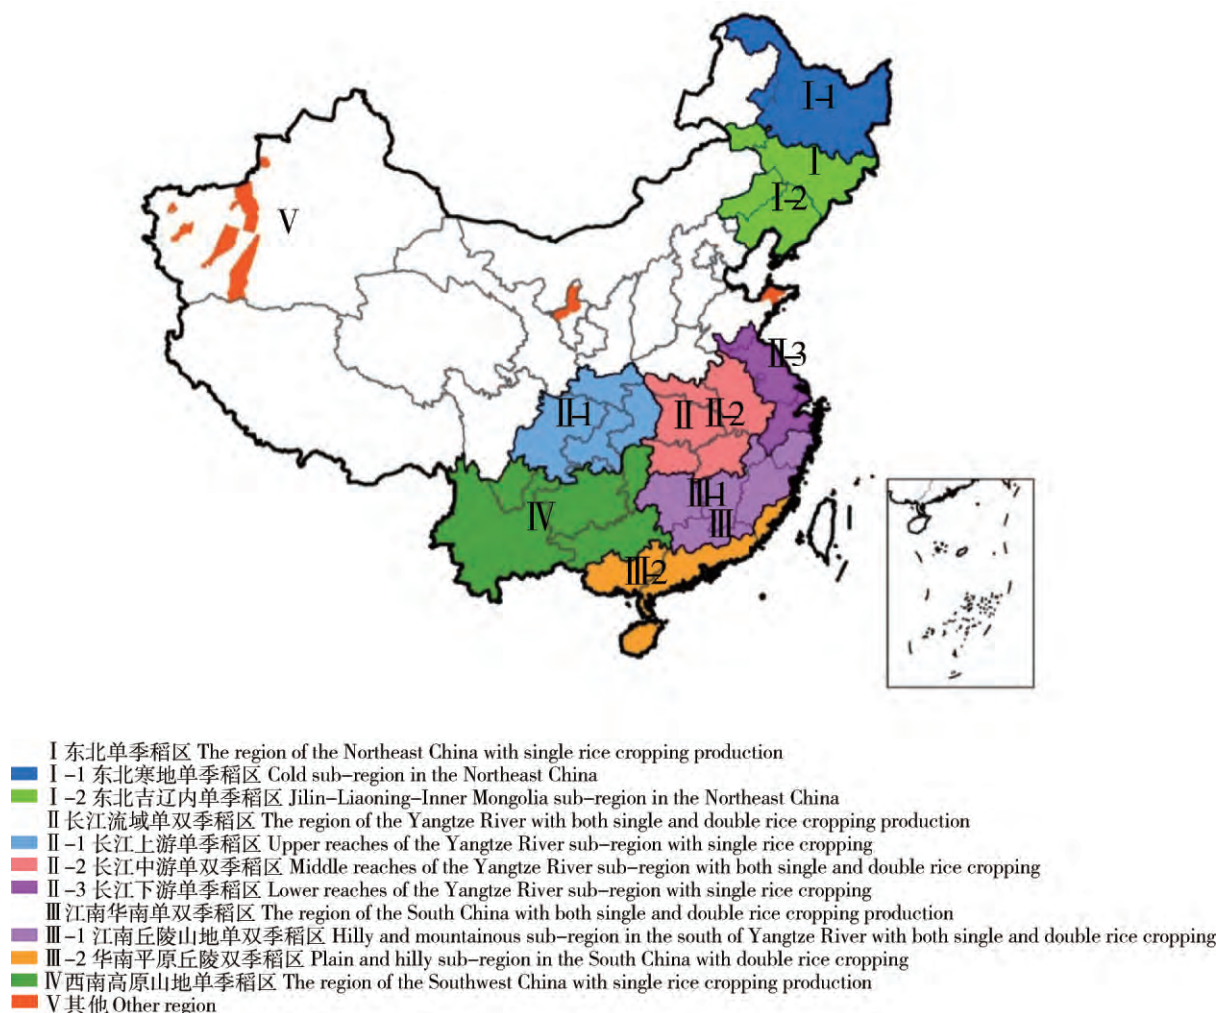 Ⅰ-1
Ⅰ
Ⅰ-2
Ⅴ
Ⅱ-3
Ⅱ-1
Ⅱ
Ⅱ-2
Ⅲ-1
Ⅳ
Ⅲ
Ⅲ-2
Ⅰ 东北单季稻区 The region of the Northeast China with single rice cropping production
Ⅰ-1 东北寒地单季稻区 Cold sub-region in the Northeast China
Ⅰ-2 东北吉辽内单季稻区 Jilin-Liaoning-Inner Mongolia sub-region in the Northeast China
Ⅱ 长江流域单双季稻区 The region of the Yangtze River with both single and double rice cropping production
Ⅱ-1 长江上游单季稻区 Upper reaches of the Yangtze River sub-region with single rice cropping
Ⅱ-2 长江中游单双季稻区 Middle reaches of the Yangtze River sub-region with both single and double rice cropping
Ⅱ-3 长江下游单季稻区 Lower reaches of the Yangtze River sub-region with single rice cropping
Ⅲ 江南华南单双季稻区 The region of the South China with both single and double rice cropping production
Ⅲ-1 江南丘陵山地单双季稻区 Hilly and mountainous sub-region in the south of Yangtze River with both single and double rice cropping
Ⅲ-2 华南平原丘陵双季稻区 Plain and hilly sub-region in the South China with double rice cropping
Ⅳ 西南高原山地单季稻区 The region of the Southwest China with single rice cropping production
Ⅴ 其他 Other region